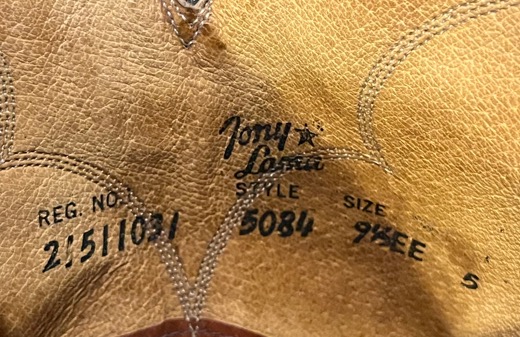 Tony
Lama
REG. NO. STYLE SIZE
21511031 5084 9½EE
5